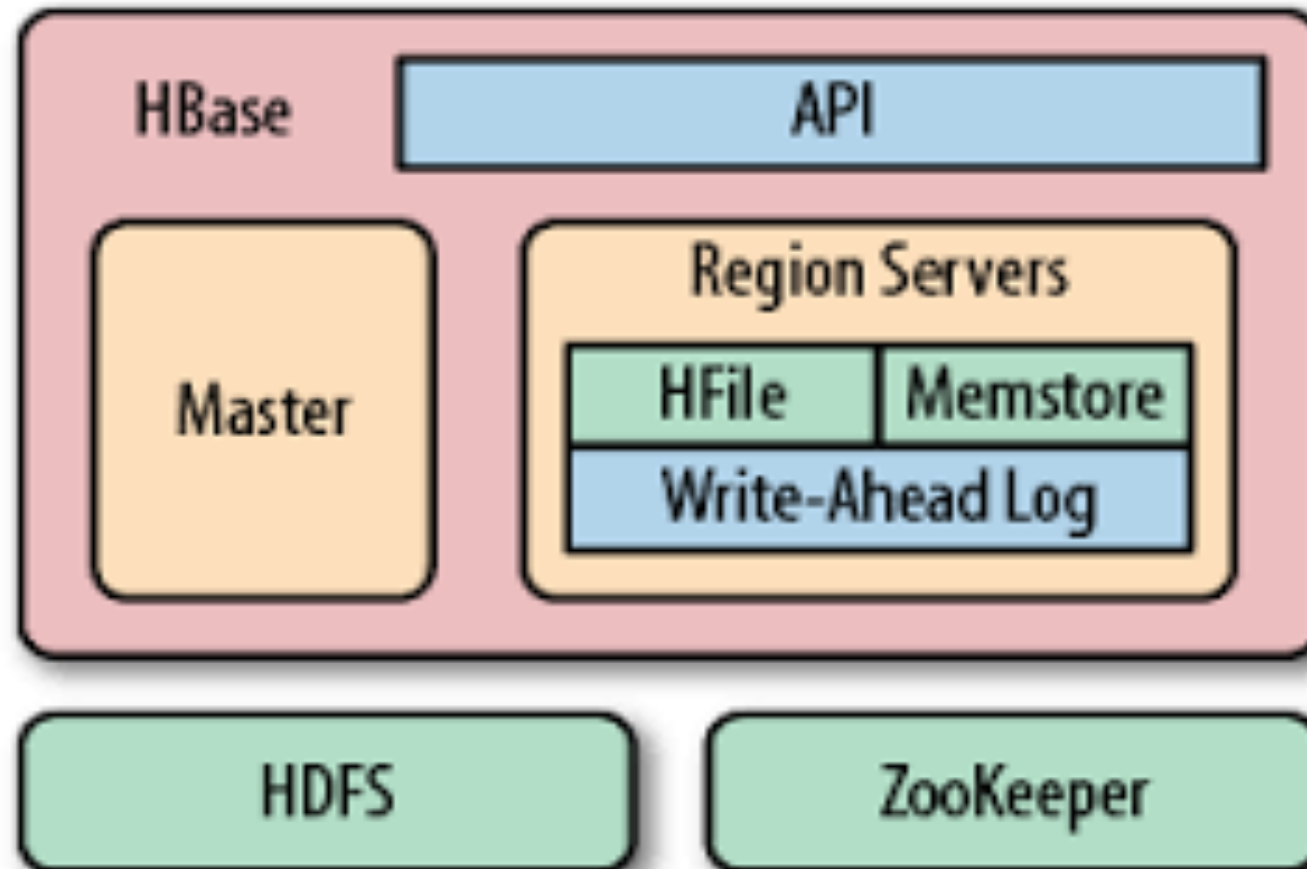 HBase
API
Master
Region Servers
HFile
Memstore
Write-Ahead Log
HDFS
ZooKeeper